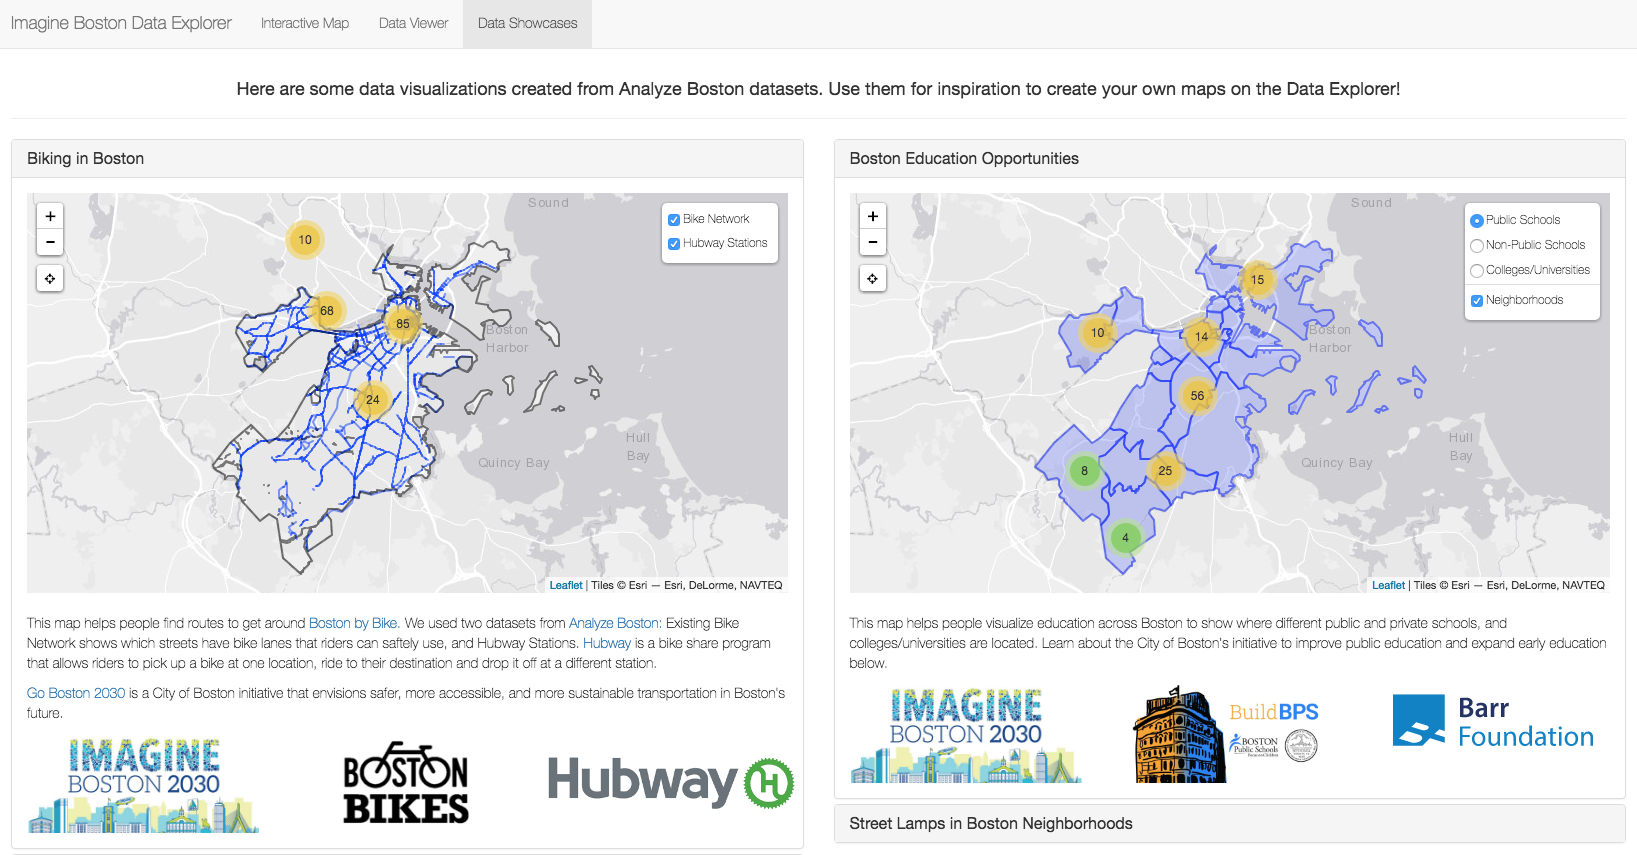 Imagine Boston Data Explorer
Interactive Map
Data Viewer
Data Showcases
Here are some data visualizations created from Analyze Boston datasets. Use them for inspiration to create your own maps on the Data Explorer!
Biking in Boston
+
−
Sound
Bike Network
Hubway Stations
10
68
85
24
Boston
Harbor
Hull
Bay
Quincy Bay
Leaflet | Tiles © Esri — Esri, DeLorme, NAVTEQ
This map helps people find routes to get around Boston by Bike. We used two datasets from Analyze Boston: Existing Bike
Network shows which streets have bike lanes that riders can saftely use, and Hubway Stations. Hubway is a bike share program
that allows riders to pick up a bike at one location, ride to their destination and drop it off at a different station.
Go Boston 2030 is a City of Boston initiative that envisions safer, more accessible, and more sustainable transportation in Boston's
future.
IMAGINE
BOSTON 2030
BOSTON
BIKES
Hubway H
Boston Education Opportunities
+
−
Sound
Public Schools
Non-Public Schools
Colleges/Universities
Neighborhoods
15
10
14
56
8
25
4
Boston
Harbor
Hull
Bay
Quincy Bay
Leaflet | Tiles © Esri — Esri, DeLorme, NAVTEQ
This map helps people visualize education across Boston to show where different public and private schools, and
colleges/universities are located. Learn about the City of Boston's initiative to improve public education and expand early education
below.
IMAGINE
BOSTON 2030
BuildBPS
BOSTON
Public Schools
Barr
Foundation
Street Lamps in Boston Neighborhoods